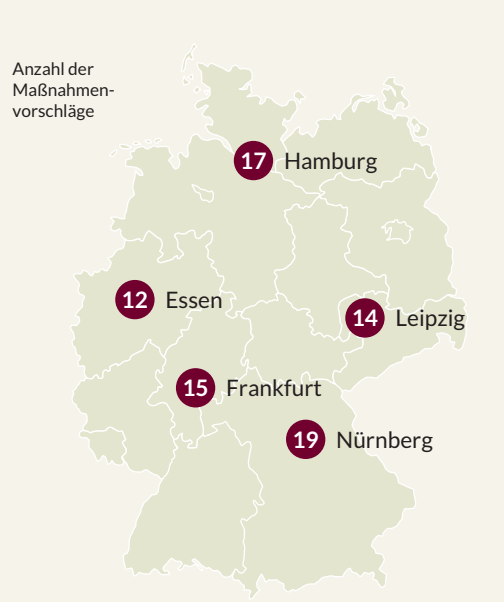 Anzahl der
Maßnahmen-
vorschläge
17 Hamburg
12 Essen
14 Leipzig
15 Frankfurt
19 Nürnberg